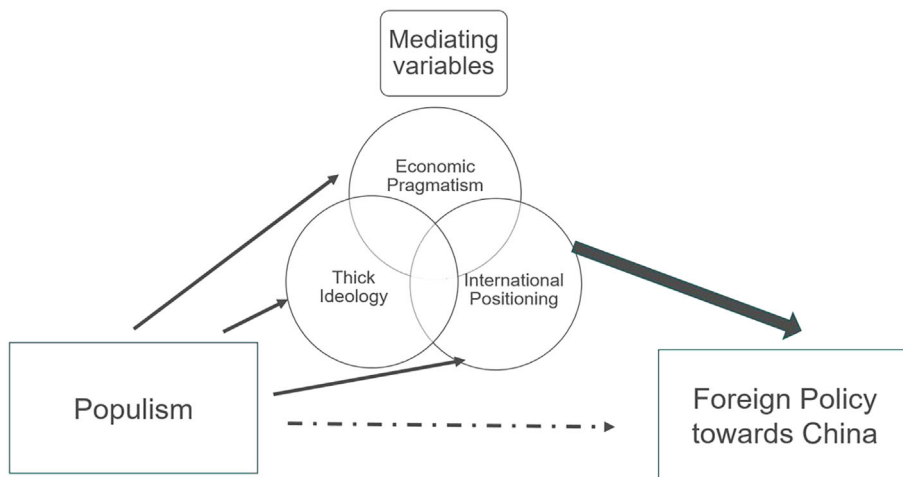 Mediating
variables
Economic
Pragmatism
Thick
Ideology
International
Positioning
Populism
Foreign Policy
towards China